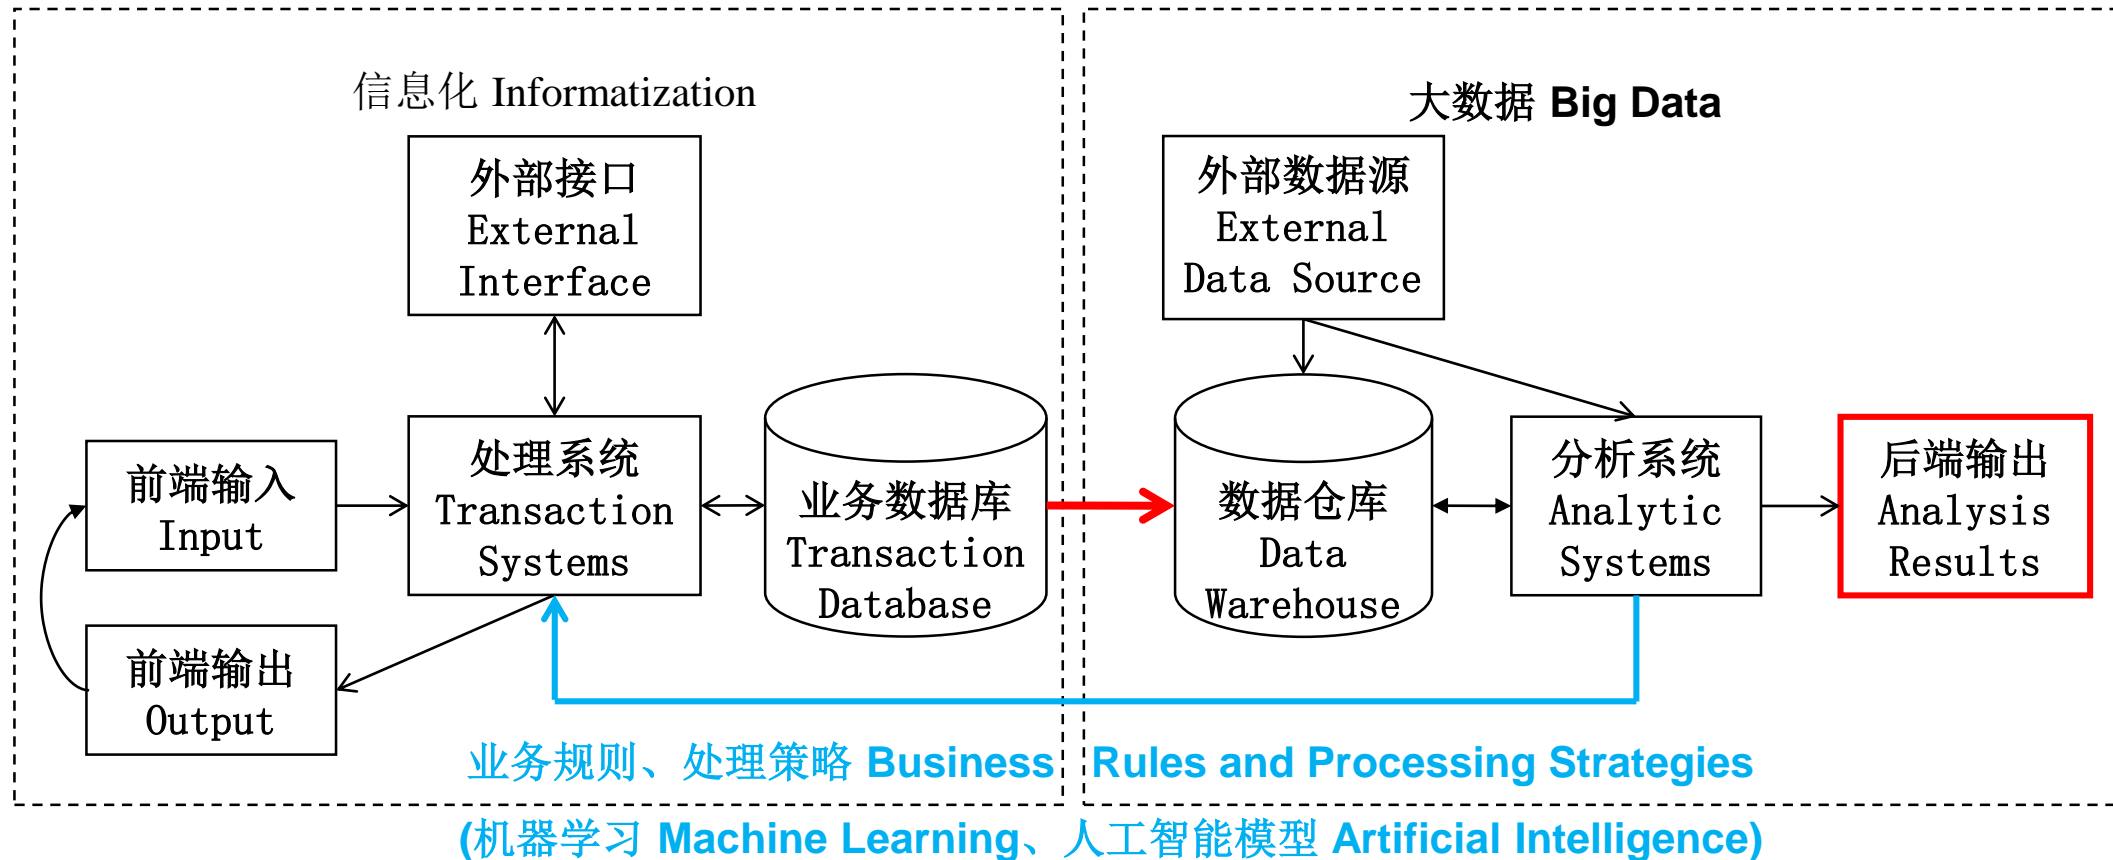 信息化 Informatization
大数据 Big Data
外部接口
External
Interface
外部数据源
External
Data Source
前端输入
Input
处理系统
Transaction
Systems
业务数据库
Transaction
Database
数据仓库
Data
Warehouse
分析系统
Analytic
Systems
后端输出
Analysis
Results
前端输出
Output
业务规则、处理策略 Business Rules and Processing Strategies
(机器学习 Machine Learning、人工智能模型 Artificial Intelligence)